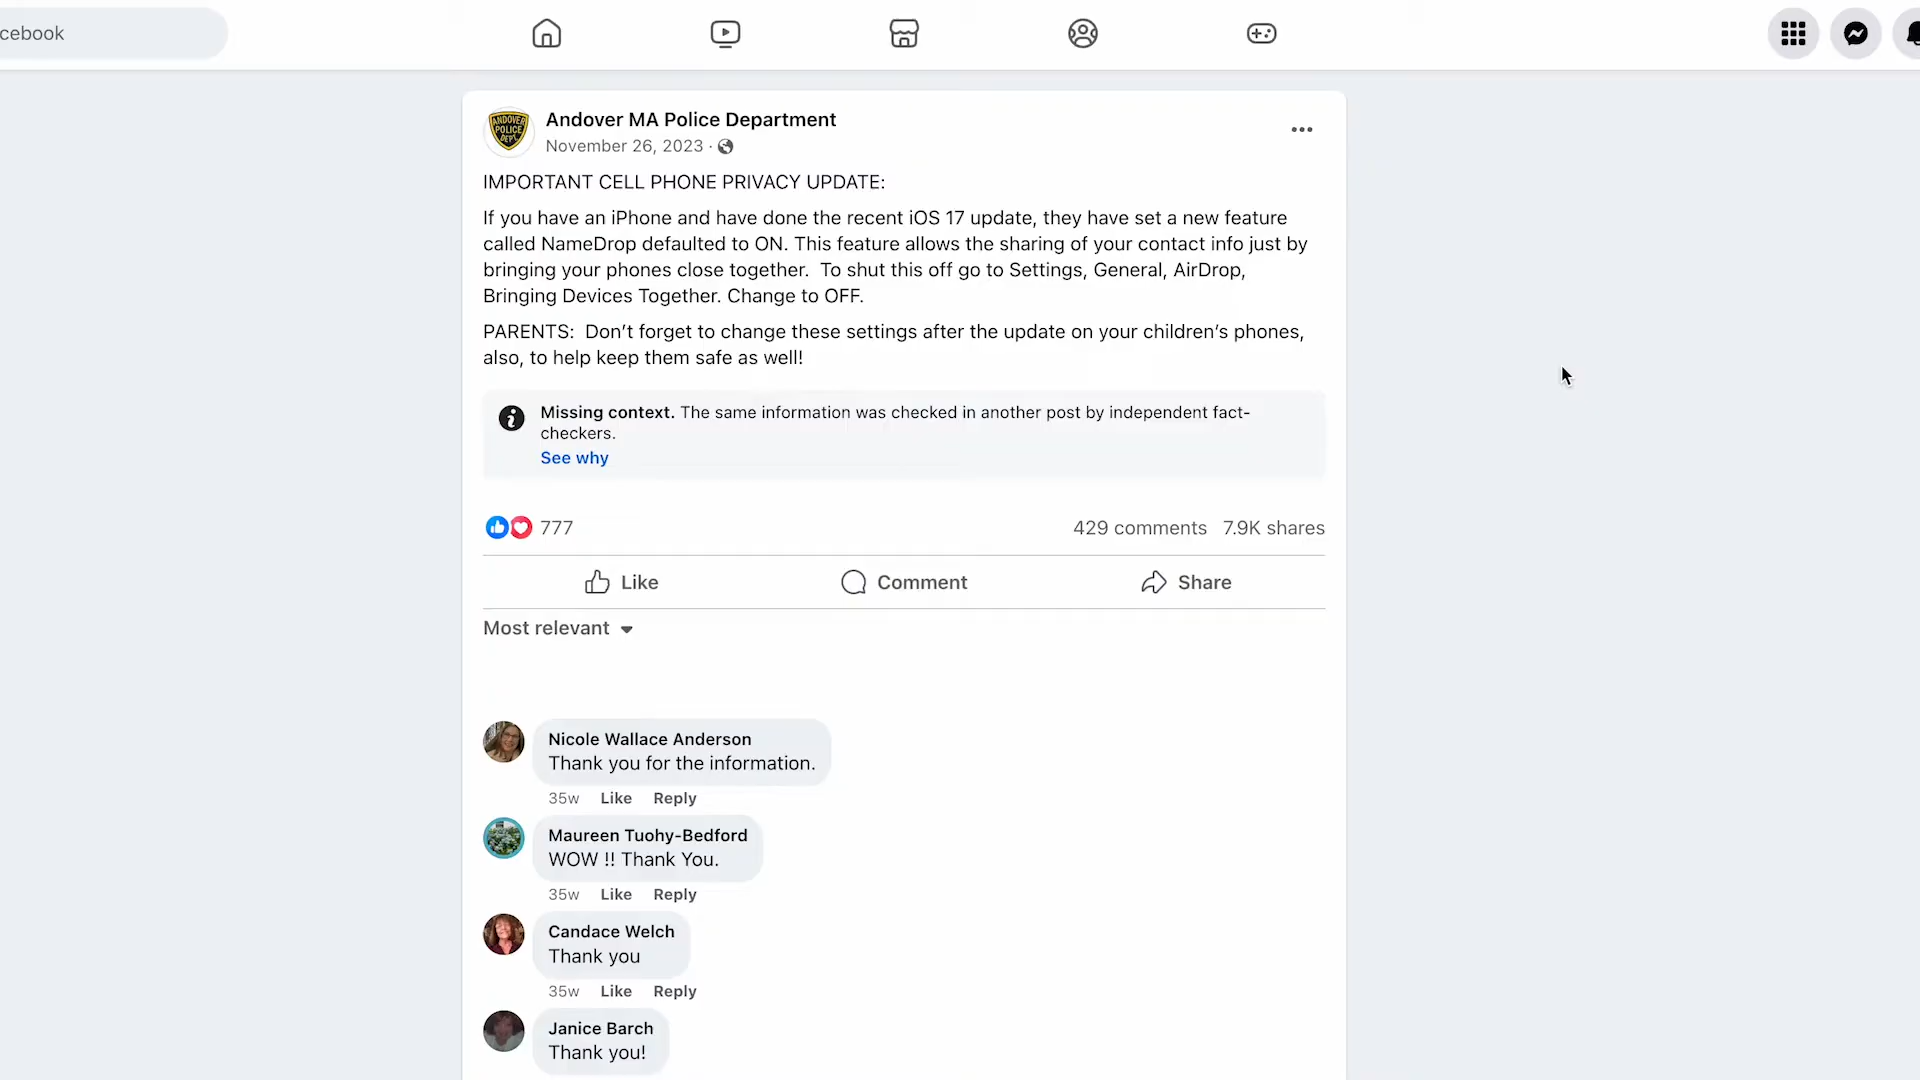 cebook
ANDOVER
POLICE
DEPT.
Andover MA Police Department
November 26, 2023 ·
IMPORTANT CELL PHONE PRIVACY UPDATE:
If you have an iPhone and have done the recent iOS 17 update, they have set a new feature
called NameDrop defaulted to ON. This feature allows the sharing of your contact info just by
bringing your phones close together.  To shut this off go to Settings, General, AirDrop,
Bringing Devices Together. Change to OFF.
PARENTS:  Don’t forget to change these settings after the update on your children’s phones,
also, to help keep them safe as well!
Missing context. The same information was checked in another post by independent fact-
checkers.
See why
777 429 comments 7.9K shares
Like Comment Share
Most relevant
Nicole Wallace Anderson
Thank you for the information.
35w Like Reply
Maureen Tuohy-Bedford
WOW !! Thank You.
35w Like Reply
Candace Welch
Thank you
35w Like Reply
Janice Barch
Thank you!